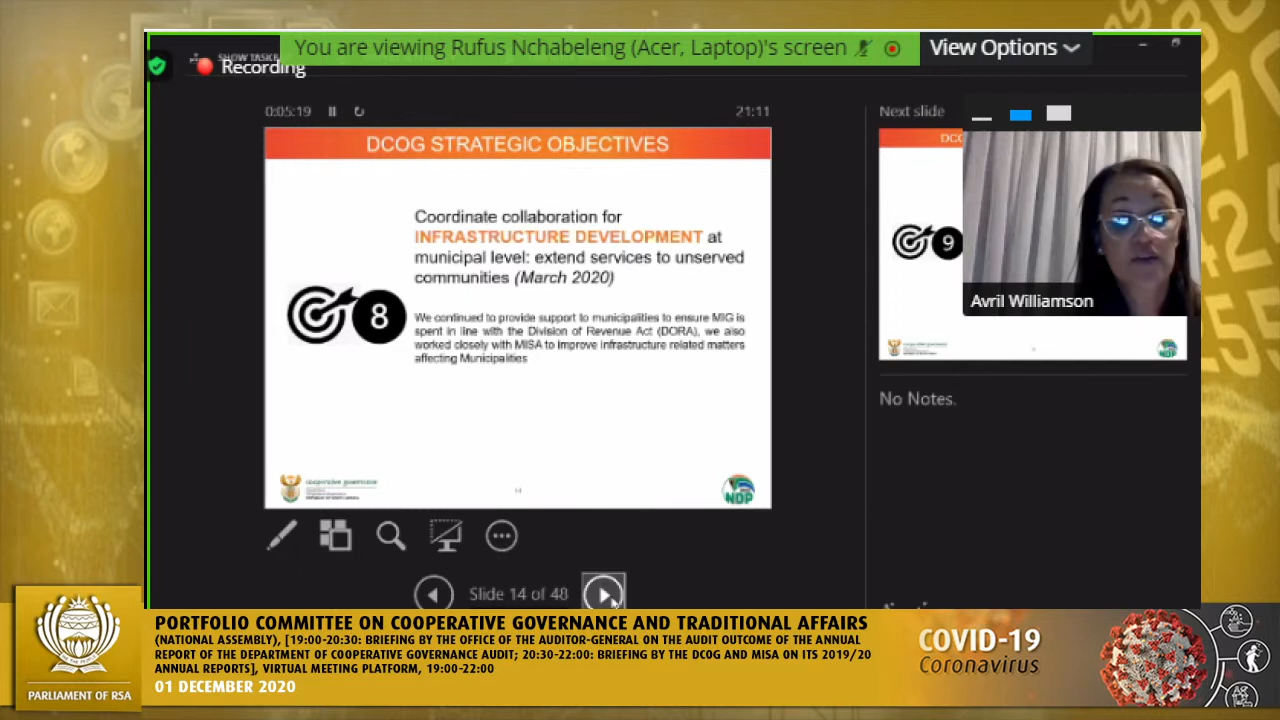 You are viewing Rufus Nchabeleng (Acer, Laptop)'s screen
View Options
SHOW TASKB
Recording
0:05:19
21:11
Next slide
DCOG STRATEGIC OBJECTIVES
DCO
Coordinate collaboration for
INFRASTRUCTURE DEVELOPMENT at
municipal level: extend services to unserved
communities (March 2020)
8
9
We continued to provide support to municipalities to ensure MIG is
spent in line with the Division of Revenue Act (DORA), we also
worked closely with MISA to improve infrastructure related matters
affecting Municipalities
Avril Williamson
No Notes.
cooperative governance
14
NDP
Slide 14 of 48
PORTFOLIO COMMITTEE ON COOPERATIVE GOVERNANCE AND TRADITIONAL AFFAIRS
(NATIONAL ASSEMBLY), [19:00-20:30: BRIEFING BY THE OFFICE OF THE AUDITOR-GENERAL ON THE AUDIT OUTCOME OF THE ANNUAL
REPORT OF THE DEPARTMENT OF COOPERATIVE GOVERNANCE AUDIT; 20:30-22:00: BRIEFING BY THE DCOG AND MISA ON ITS 2019/20
ANNUAL REPORTS], VIRTUAL MEETING PLATFORM, 19:00-22:00
01 DECEMBER 2020
PARLIAMENT OF RSA
COVID-19
Coronavirus